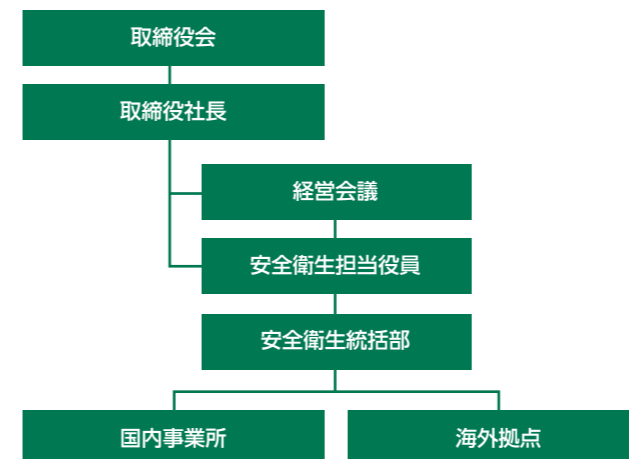 取締役会
取締役社長
経営会議
安全衛生担当役員
安全衛生統括部
国内事業所
海外拠点